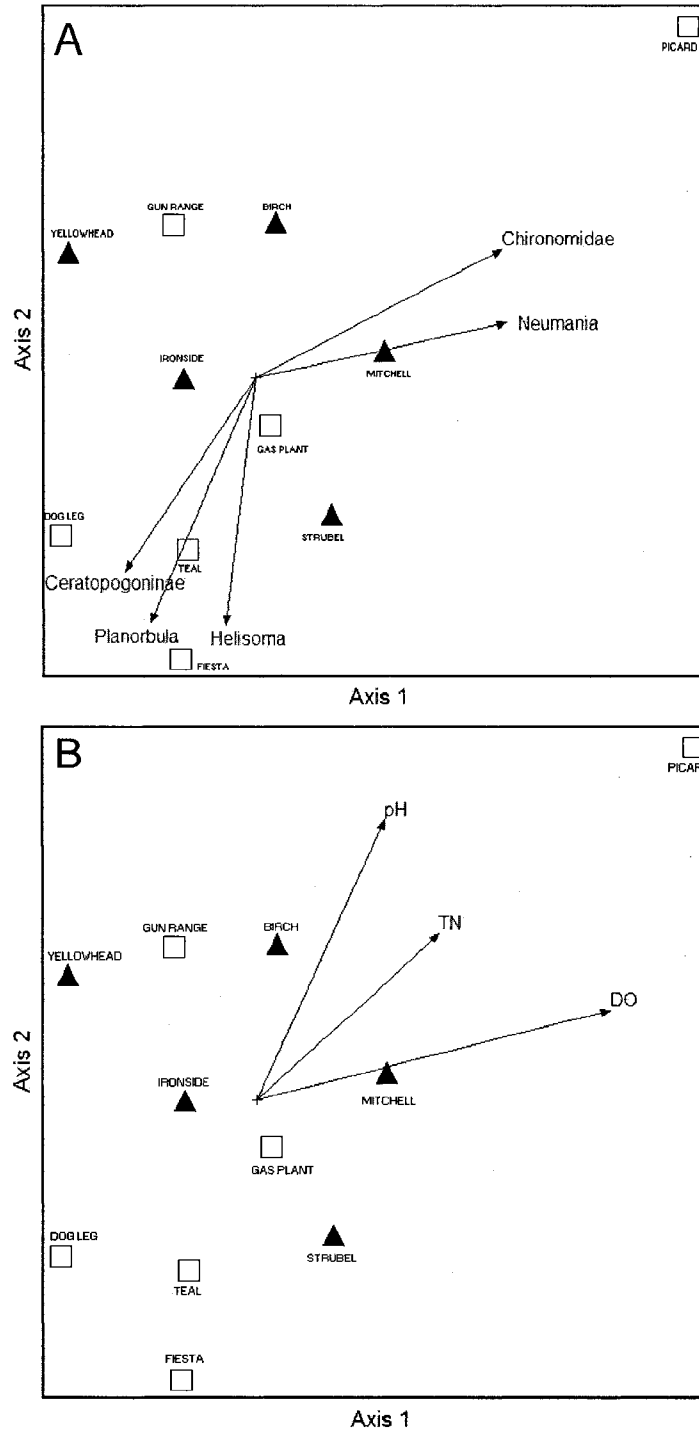 A
PICARD
GUN RANGE
BIRCH
YELLOWHEAD
Chironomidae
Neumania
Axis 2
IRONSIDE
MITCHELL
GAS PLANT
DOG LEG
STRUBEL
TEAL
Ceratopogoninae
Planorbula
Helisoma
FIESTA
Axis 1
B
PICAR
pH
TN
GUN RANGE
BIRCH
YELLOWHEAD
DO
Axis 2
IRONSIDE
MITCHELL
GAS PLANT
DOG LEG
STRUBEL
TEAL
FIESTA
Axis 1